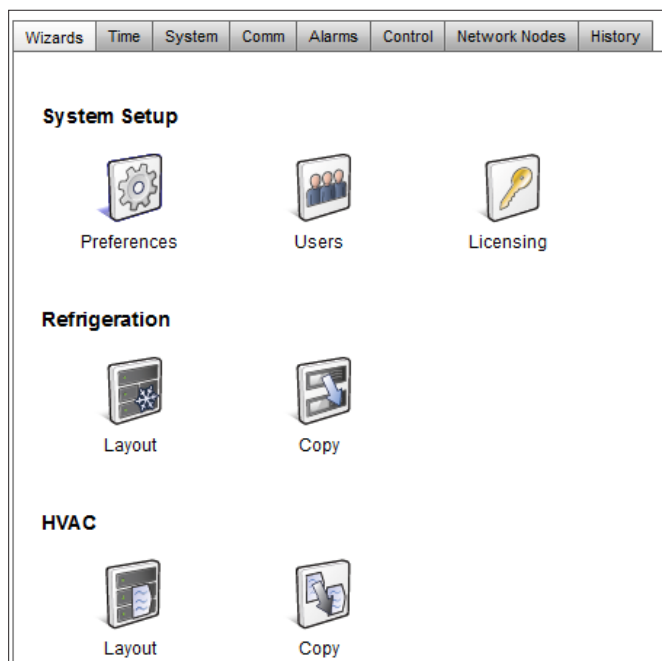 Wizards Time System Comm Alarms Control Network Nodes History
System Setup
Preferences Users Licensing
Refrigeration
Layout Copy
HVAC
Layout Copy